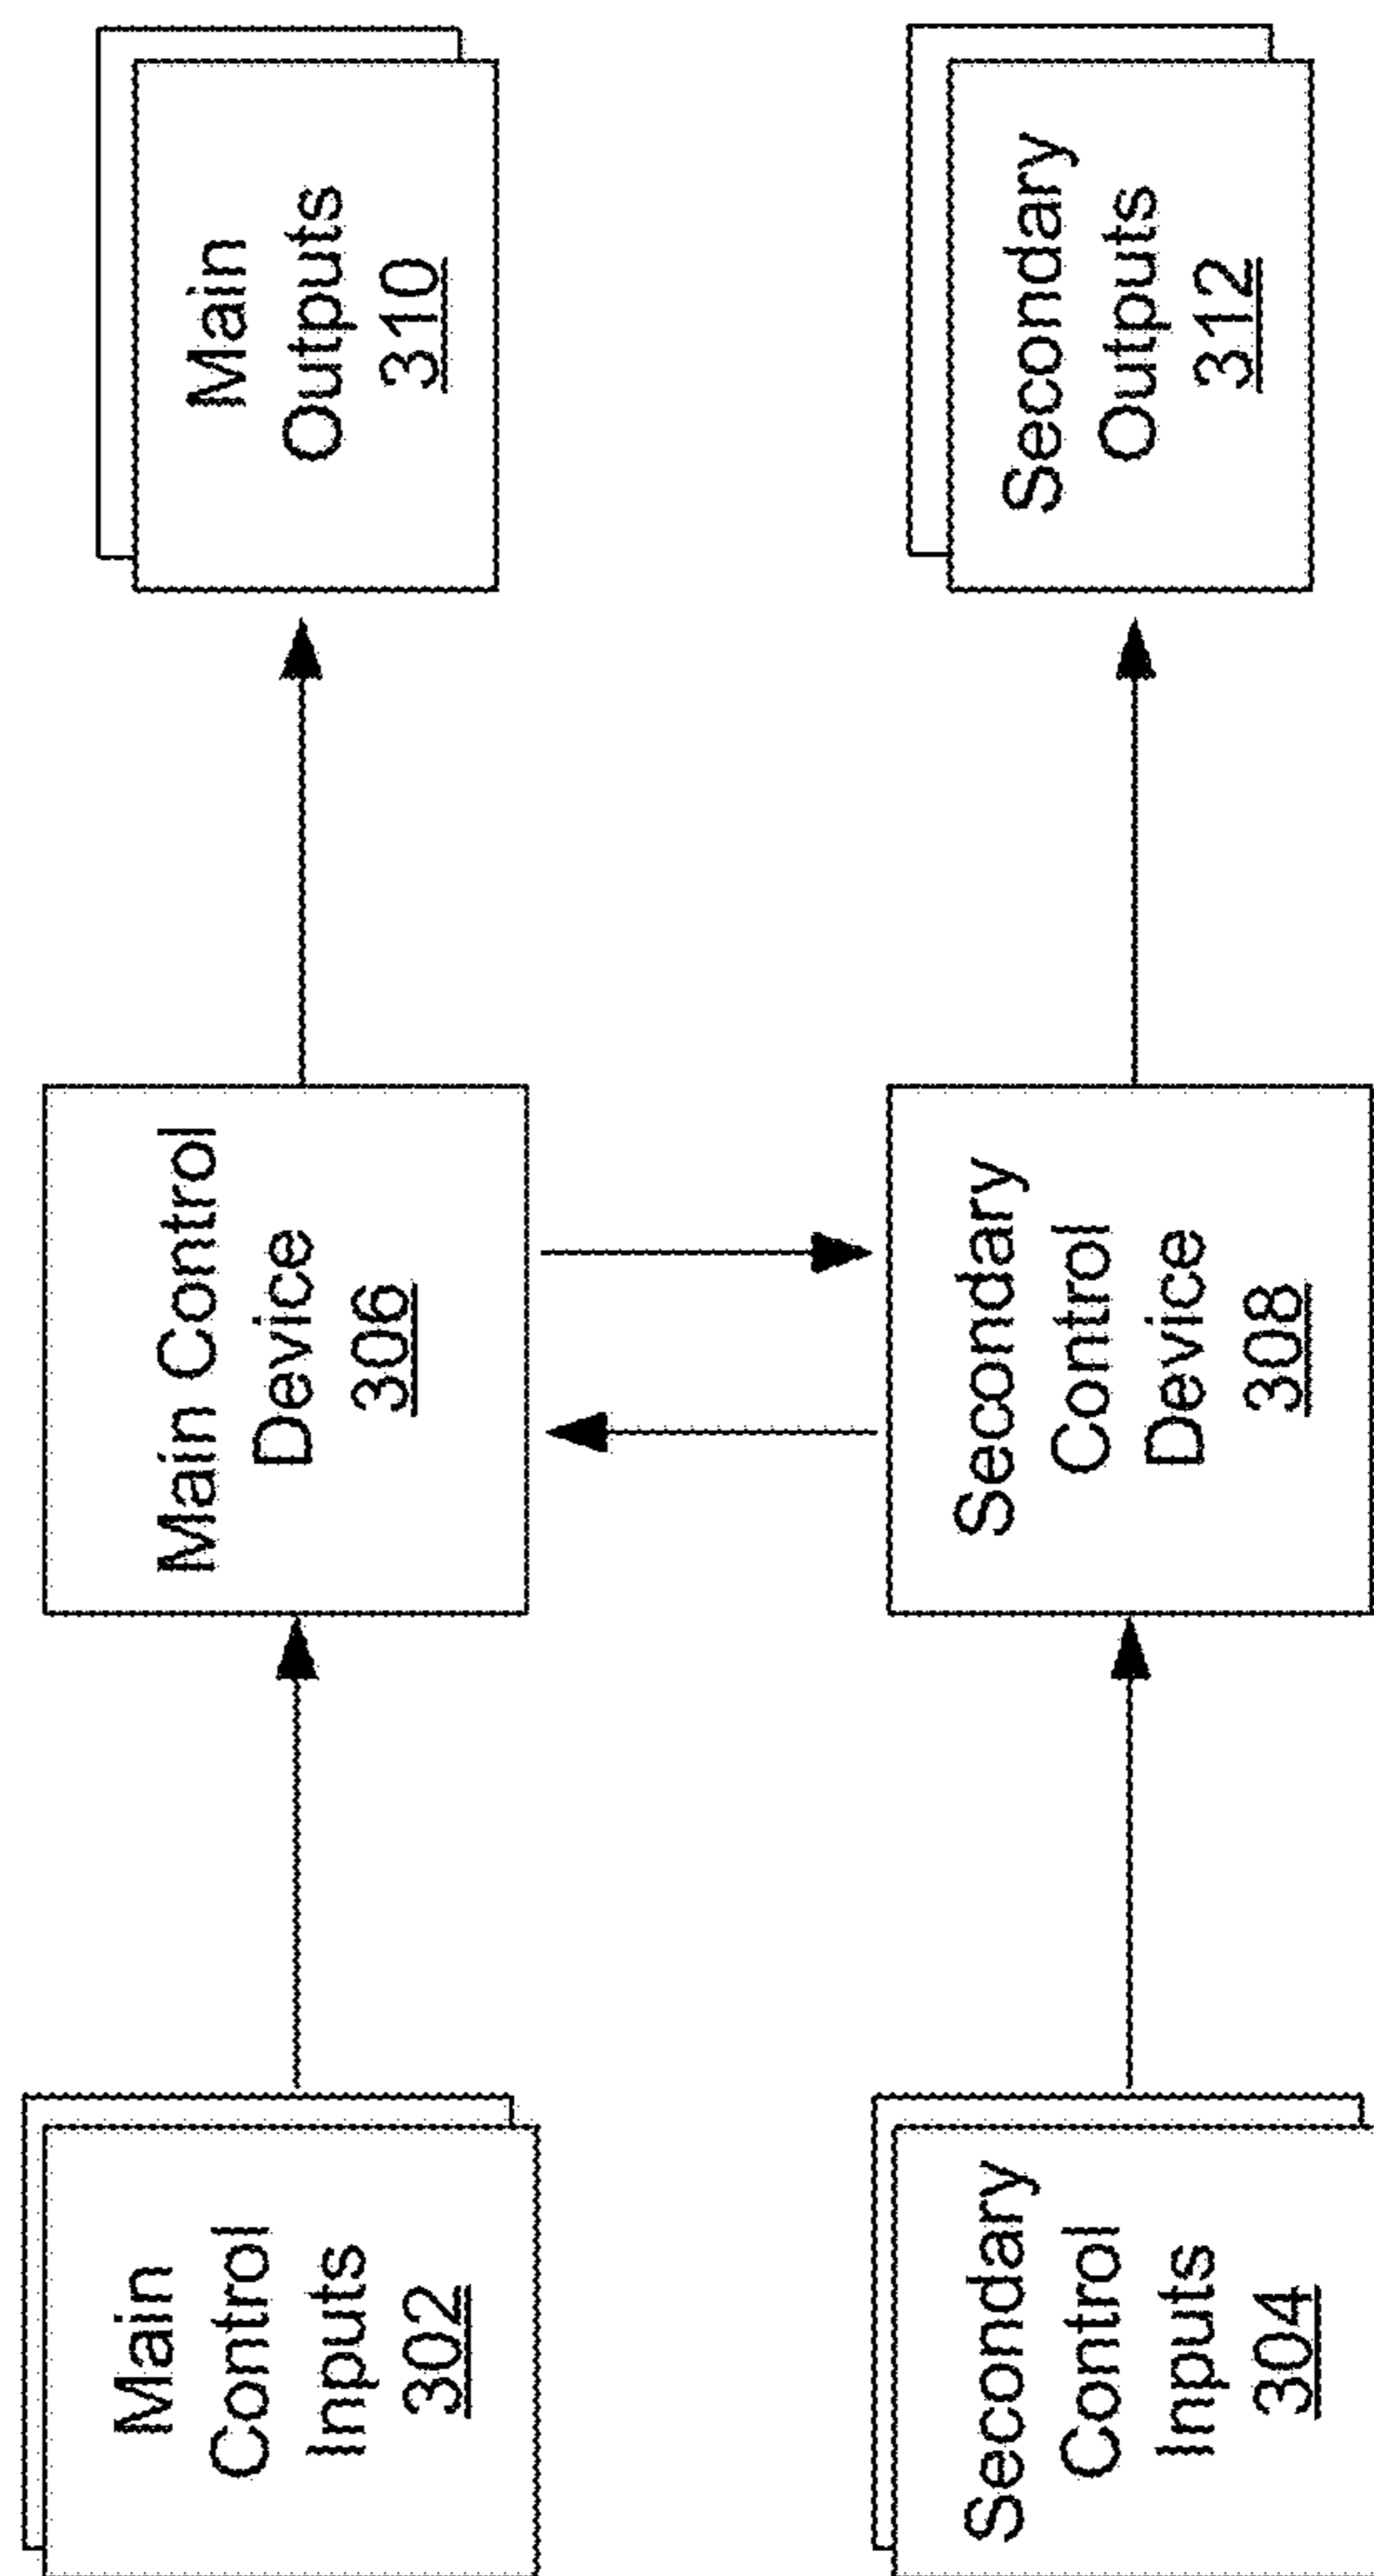 Main
Control
Inputs
302
Main Control
Device
306
Main
Outputs
310
Secondary
Control
Inputs
304
Secondary
Control
Device
308
Secondary
Outputs
312